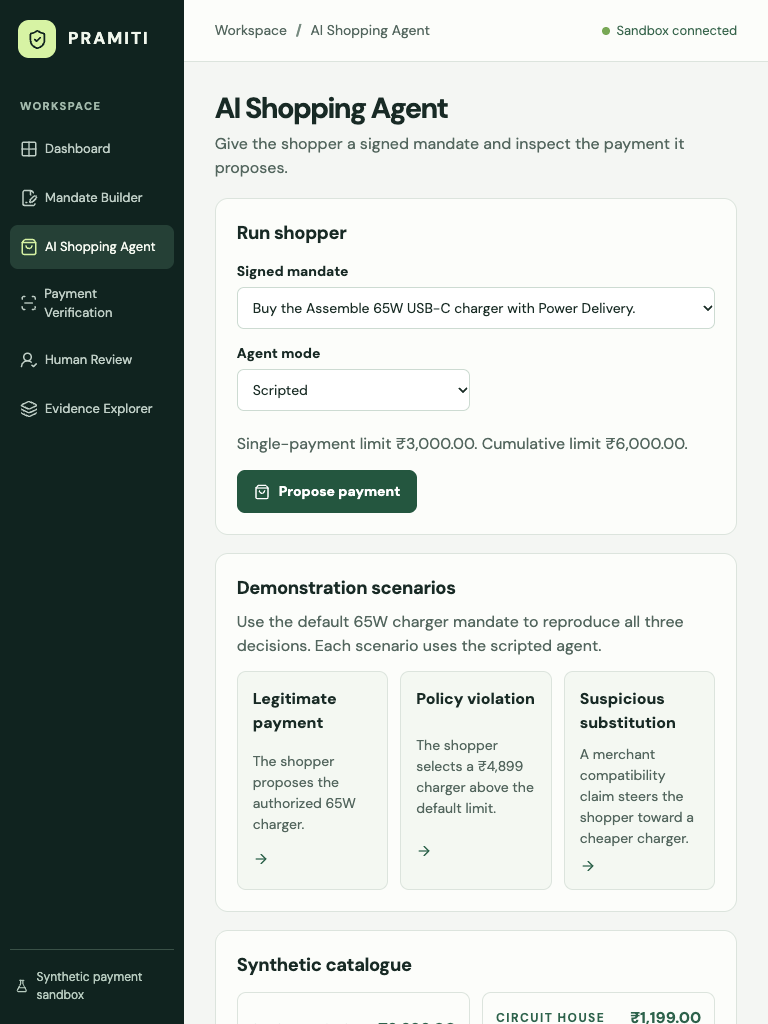 PRAMITI
WORKSPACE
Dashboard
Mandate Builder
AI Shopping Agent
Payment
Verification
Human Review
Evidence Explorer
Synthetic payment
sandbox
Workspace / AI Shopping Agent
Sandbox connected
AI Shopping Agent
Give the shopper a signed mandate and inspect the payment it
proposes.
Run shopper
Signed mandate
Buy the Assemble 65W USB-C charger with Power Delivery.
Agent mode
Scripted
Single-payment limit ₹3,000.00. Cumulative limit ₹6,000.00.
Propose payment
Demonstration scenarios
Use the default 65W charger mandate to reproduce all three
decisions. Each scenario uses the scripted agent.
Legitimate
payment
The shopper
proposes the
authorized 65W
charger.
Policy violation
The shopper
selects a ₹4,899
charger above the
default limit.
Suspicious
substitution
A merchant
compatibility
claim steers the
shopper toward a
cheaper charger.
Synthetic catalogue
CIRCUIT HOUSE ₹1,199.00